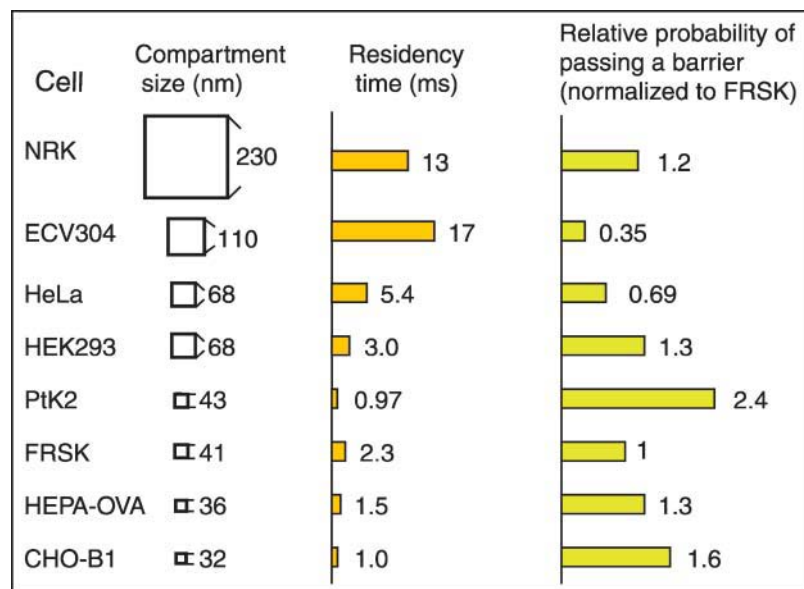 Cell
Compartment
size (nm)
Residency
time (ms)
Relative probability of
passing a barrier
(normalized to FRSK)
NRK 230 13 1.2
ECV304 110 17 0.35
HeLa 68 5.4 0.69
HEK293 68 3.0 1.3
PtK2 43 0.97 2.4
FRSK 41 2.3 1
HEPA-OVA 36 1.5 1.3
CHO-B1 32 1.0 1.6